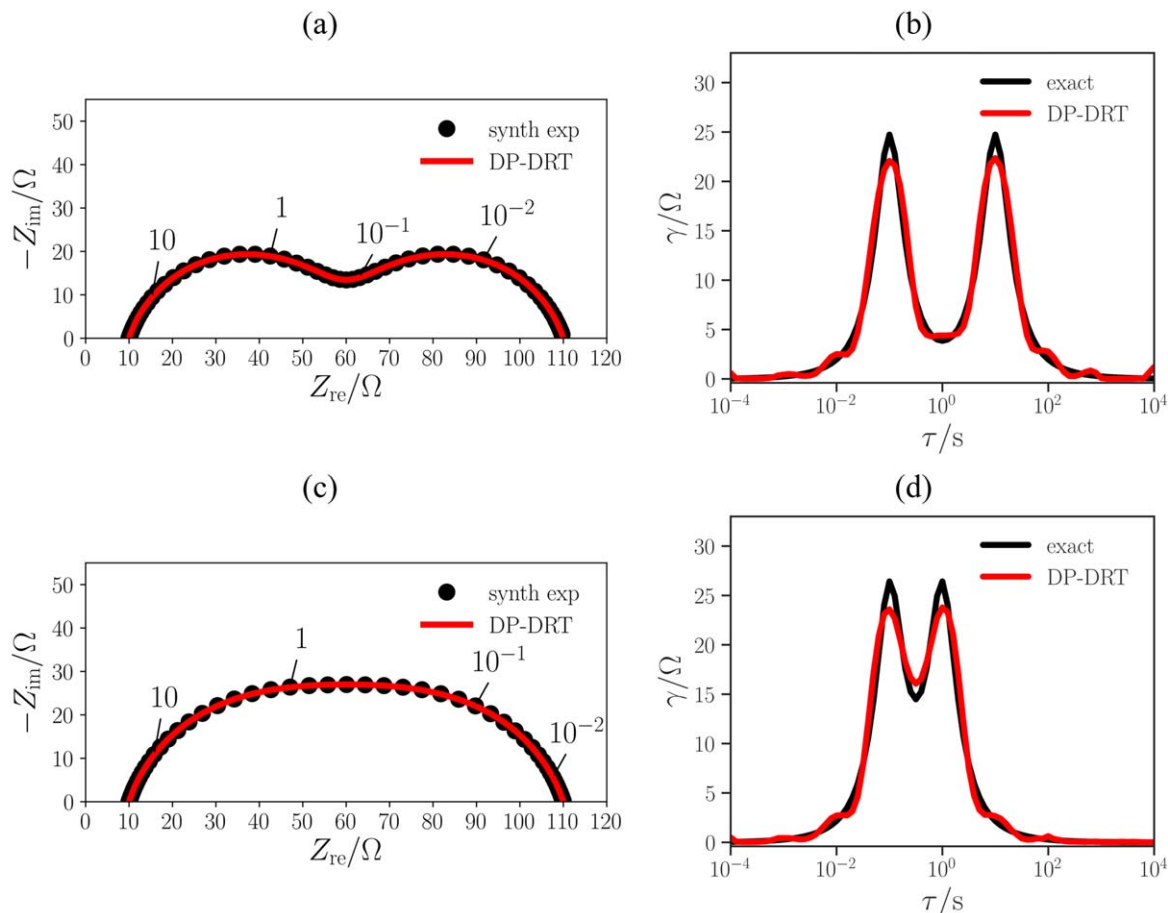 (a)
50
40
30
20
10
0
−Z_im/Ω
synth exp
DP-DRT
10
1
10⁻¹
10⁻²
0 10 20 30 40 50 60 70 80 90 100 110 120
Z_re/Ω
(b)
30
25
20
15
10
5
0
γ/Ω
exact
DP-DRT
10⁻⁴ 10⁻² 10⁰ 10² 10⁴
τ/s
(c)
50
40
30
20
10
0
−Z_im/Ω
synth exp
DP-DRT
10
1
10⁻¹
10⁻²
0 10 20 30 40 50 60 70 80 90 100 110 120
Z_re/Ω
(d)
30
25
20
15
10
5
0
γ/Ω
exact
DP-DRT
10⁻⁴ 10⁻² 10⁰ 10² 10⁴
τ/s